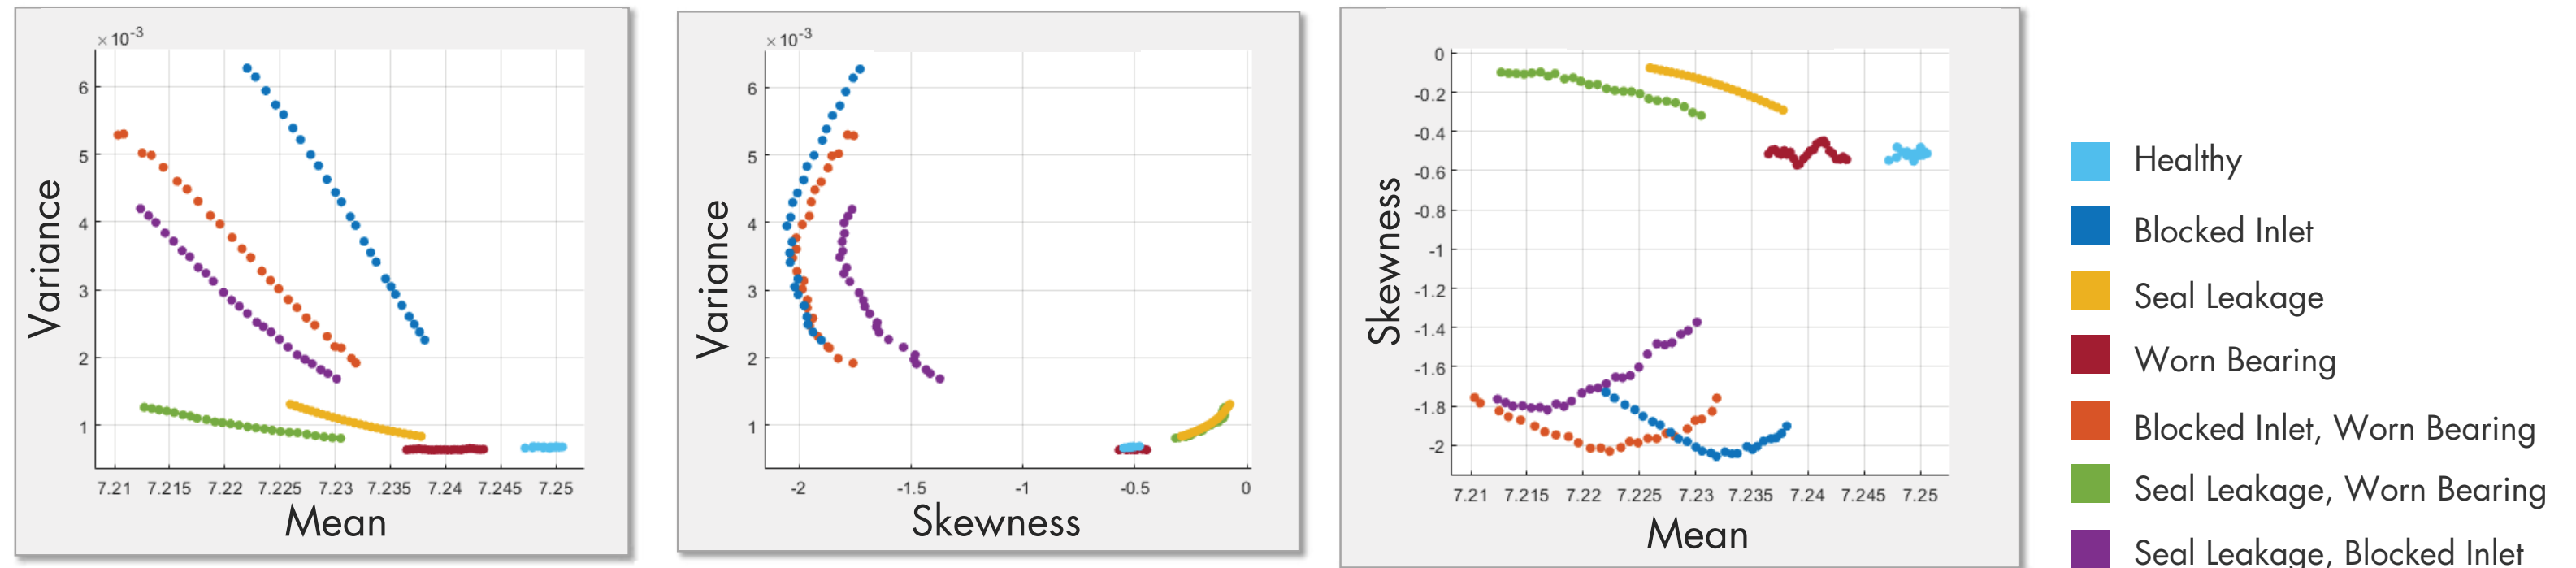 ×10-3
6
5
4
3
2
1
Variance
7.21 7.215 7.22 7.225 7.23 7.235 7.24 7.245 7.25
Mean
×10-3
6
5
4
3
2
1
Variance
-2 -1.5 -1 -0.5 0
Skewness
0
-0.2
-0.4
-0.6
-0.8
-1
-1.2
-1.4
-1.6
-1.8
-2
Skewness
7.21 7.215 7.22 7.225 7.23 7.235 7.24 7.245 7.25
Mean
Healthy
Blocked Inlet
Seal Leakage
Worn Bearing
Blocked Inlet, Worn Bearing
Seal Leakage, Worn Bearing
Seal Leakage, Blocked Inlet